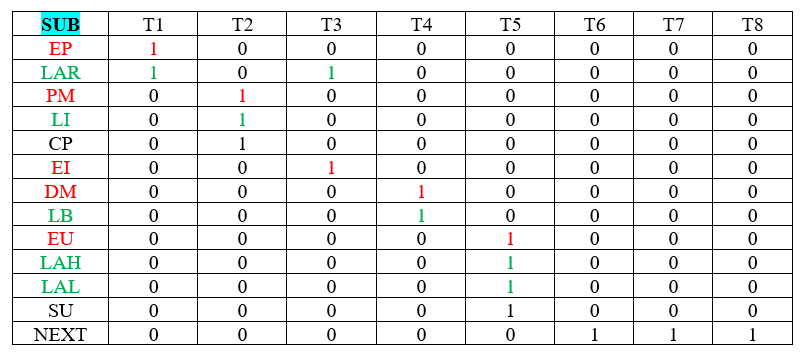 SUB T1 T2 T3 T4 T5 T6 T7 T8
EP 1 0 0 0 0 0 0 0
LAR 1 0 1 0 0 0 0 0
PM 0 1 0 0 0 0 0 0
LI 0 1 0 0 0 0 0 0
CP 0 1 0 0 0 0 0 0
EI 0 0 1 0 0 0 0 0
DM 0 0 0 1 0 0 0 0
LB 0 0 0 1 0 0 0 0
EU 0 0 0 0 1 0 0 0
LAH 0 0 0 0 1 0 0 0
LAL 0 0 0 0 1 0 0 0
SU 0 0 0 0 1 0 0 0
NEXT 0 0 0 0 0 1 1 1